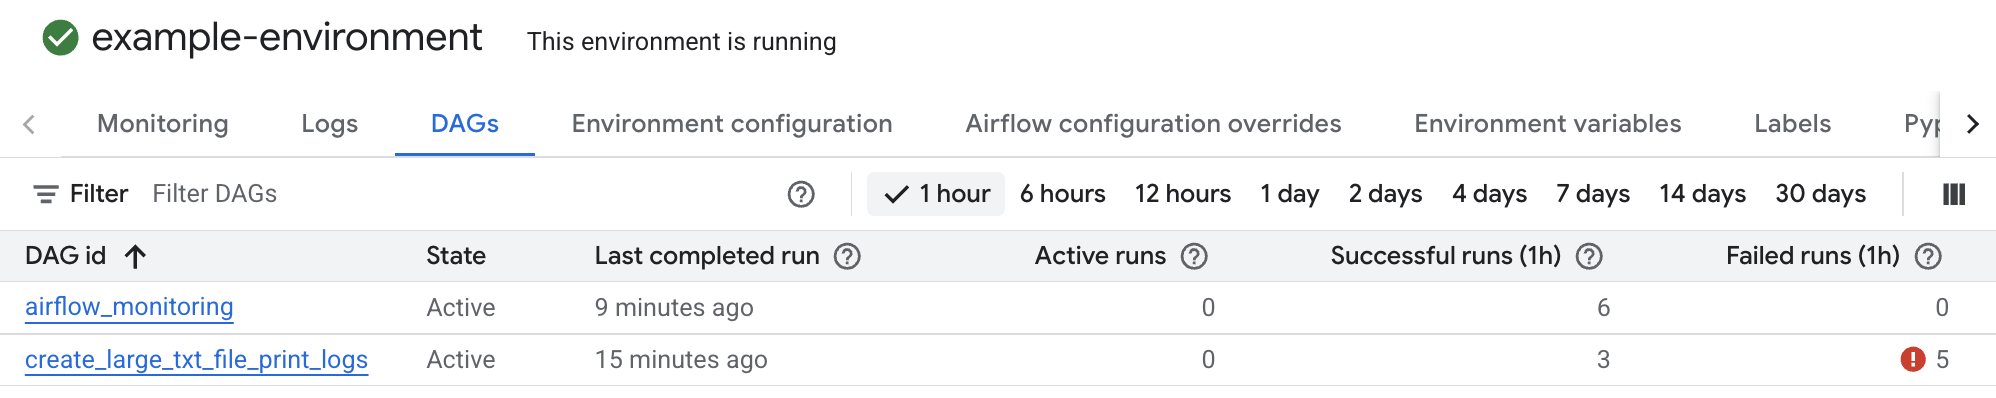 example-environment This environment is running
Monitoring Logs DAGs Environment configuration Airflow configuration overrides Environment variables Labels
Filter Filter DAGs 1 hour 6 hours 12 hours 1 day 2 days 4 days 7 days 14 days 30 days
DAG id State Last completed run Active runs Successful runs (1h) Failed runs (1h)
airflow_monitoring Active 9 minutes ago 0 6 0
create_large_txt_file_print_logs Active 15 minutes ago 0 3 5